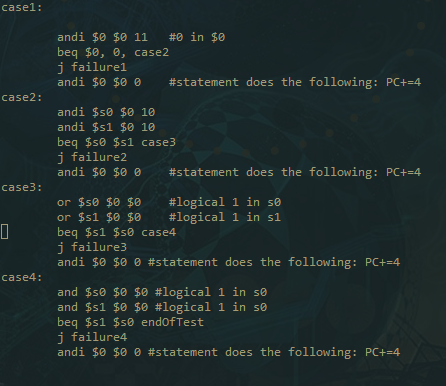 case1:
andi $0 $0 11 #0 in $0
beq $0, 0, case2
j failure1
andi $0 $0 0 #statement does the following: PC+=4
case2:
andi $s0 $0 10
andi $s1 $0 10
beq $s0 $s1 case3
j failure2
andi $0 $0 0 #statement does the following: PC+=4
case3:
or $s0 $0 $0 #logical 1 in s0
or $s1 $0 $0 #logical 1 in s1
beq $s1 $s0 case4
j failure3
andi $0 $0 0 #statement does the following: PC+=4
case4:
and $s0 $0 $0 #logical 1 in s0
and $s1 $0 $0 #logical 1 in s0
beq $s1 $s0 endOfTest
j failure4
andi $0 $0 0 #statement does the following: PC+=4